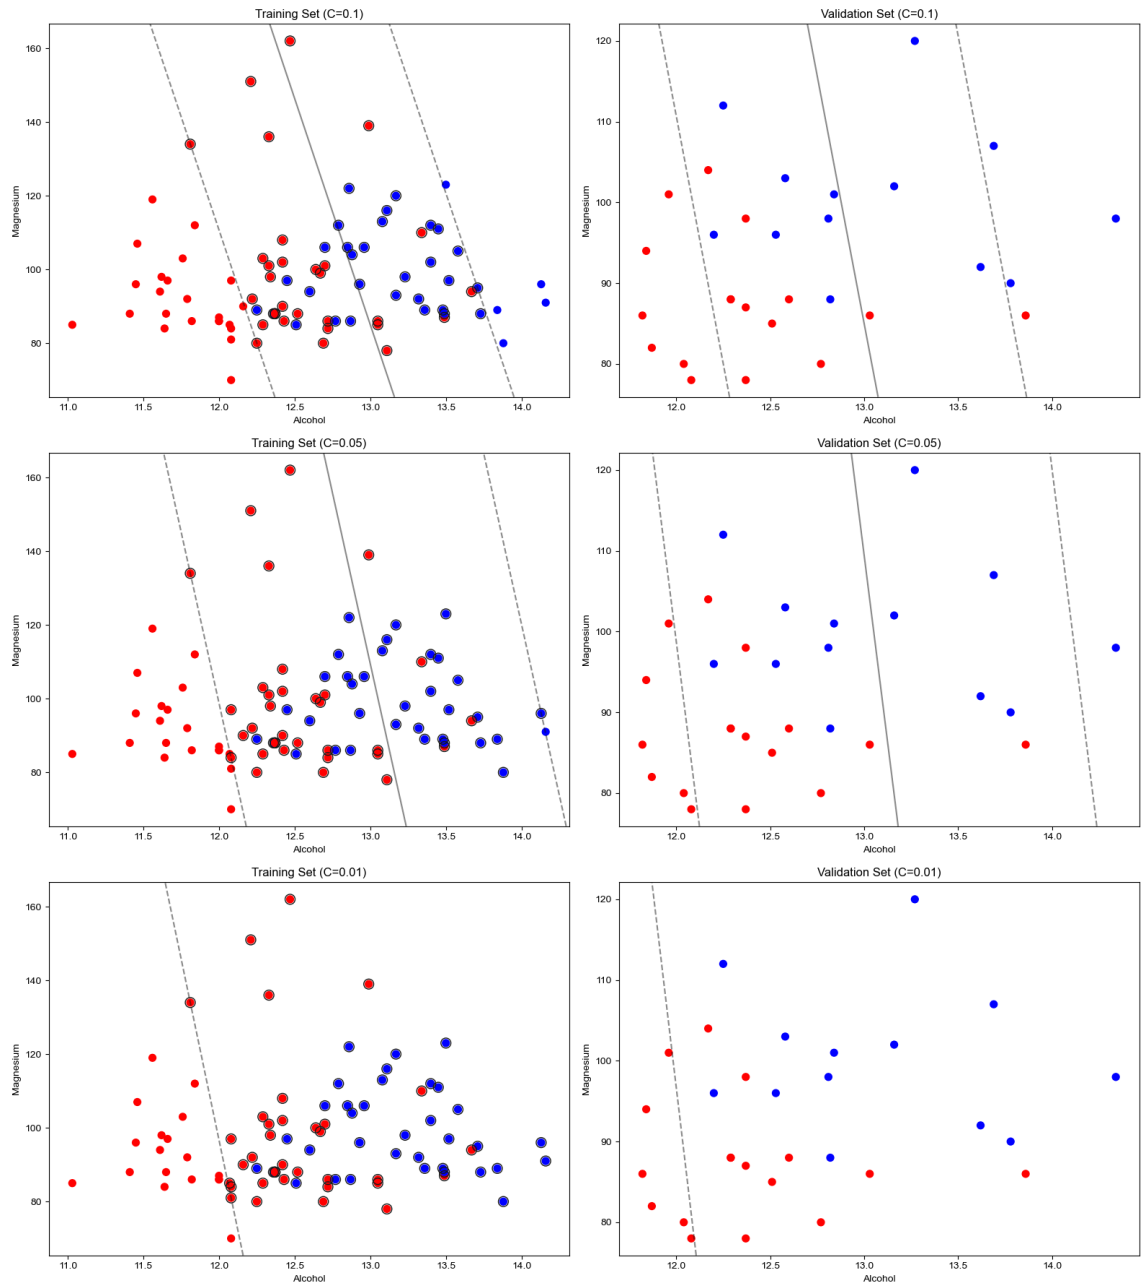 Training Set (C=0.1)
Magnesium
160
140
120
100
80
11.0 11.5 12.0 12.5 13.0 13.5 14.0
Alcohol
Validation Set (C=0.1)
Magnesium
120
110
100
90
80
12.0 12.5 13.0 13.5 14.0
Alcohol
Training Set (C=0.05)
Magnesium
160
140
120
100
80
11.0 11.5 12.0 12.5 13.0 13.5 14.0
Alcohol
Validation Set (C=0.05)
Magnesium
120
110
100
90
80
12.0 12.5 13.0 13.5 14.0
Alcohol
Training Set (C=0.01)
Magnesium
160
140
120
100
80
11.0 11.5 12.0 12.5 13.0 13.5 14.0
Alcohol
Validation Set (C=0.01)
Magnesium
120
110
100
90
80
12.0 12.5 13.0 13.5 14.0
Alcohol